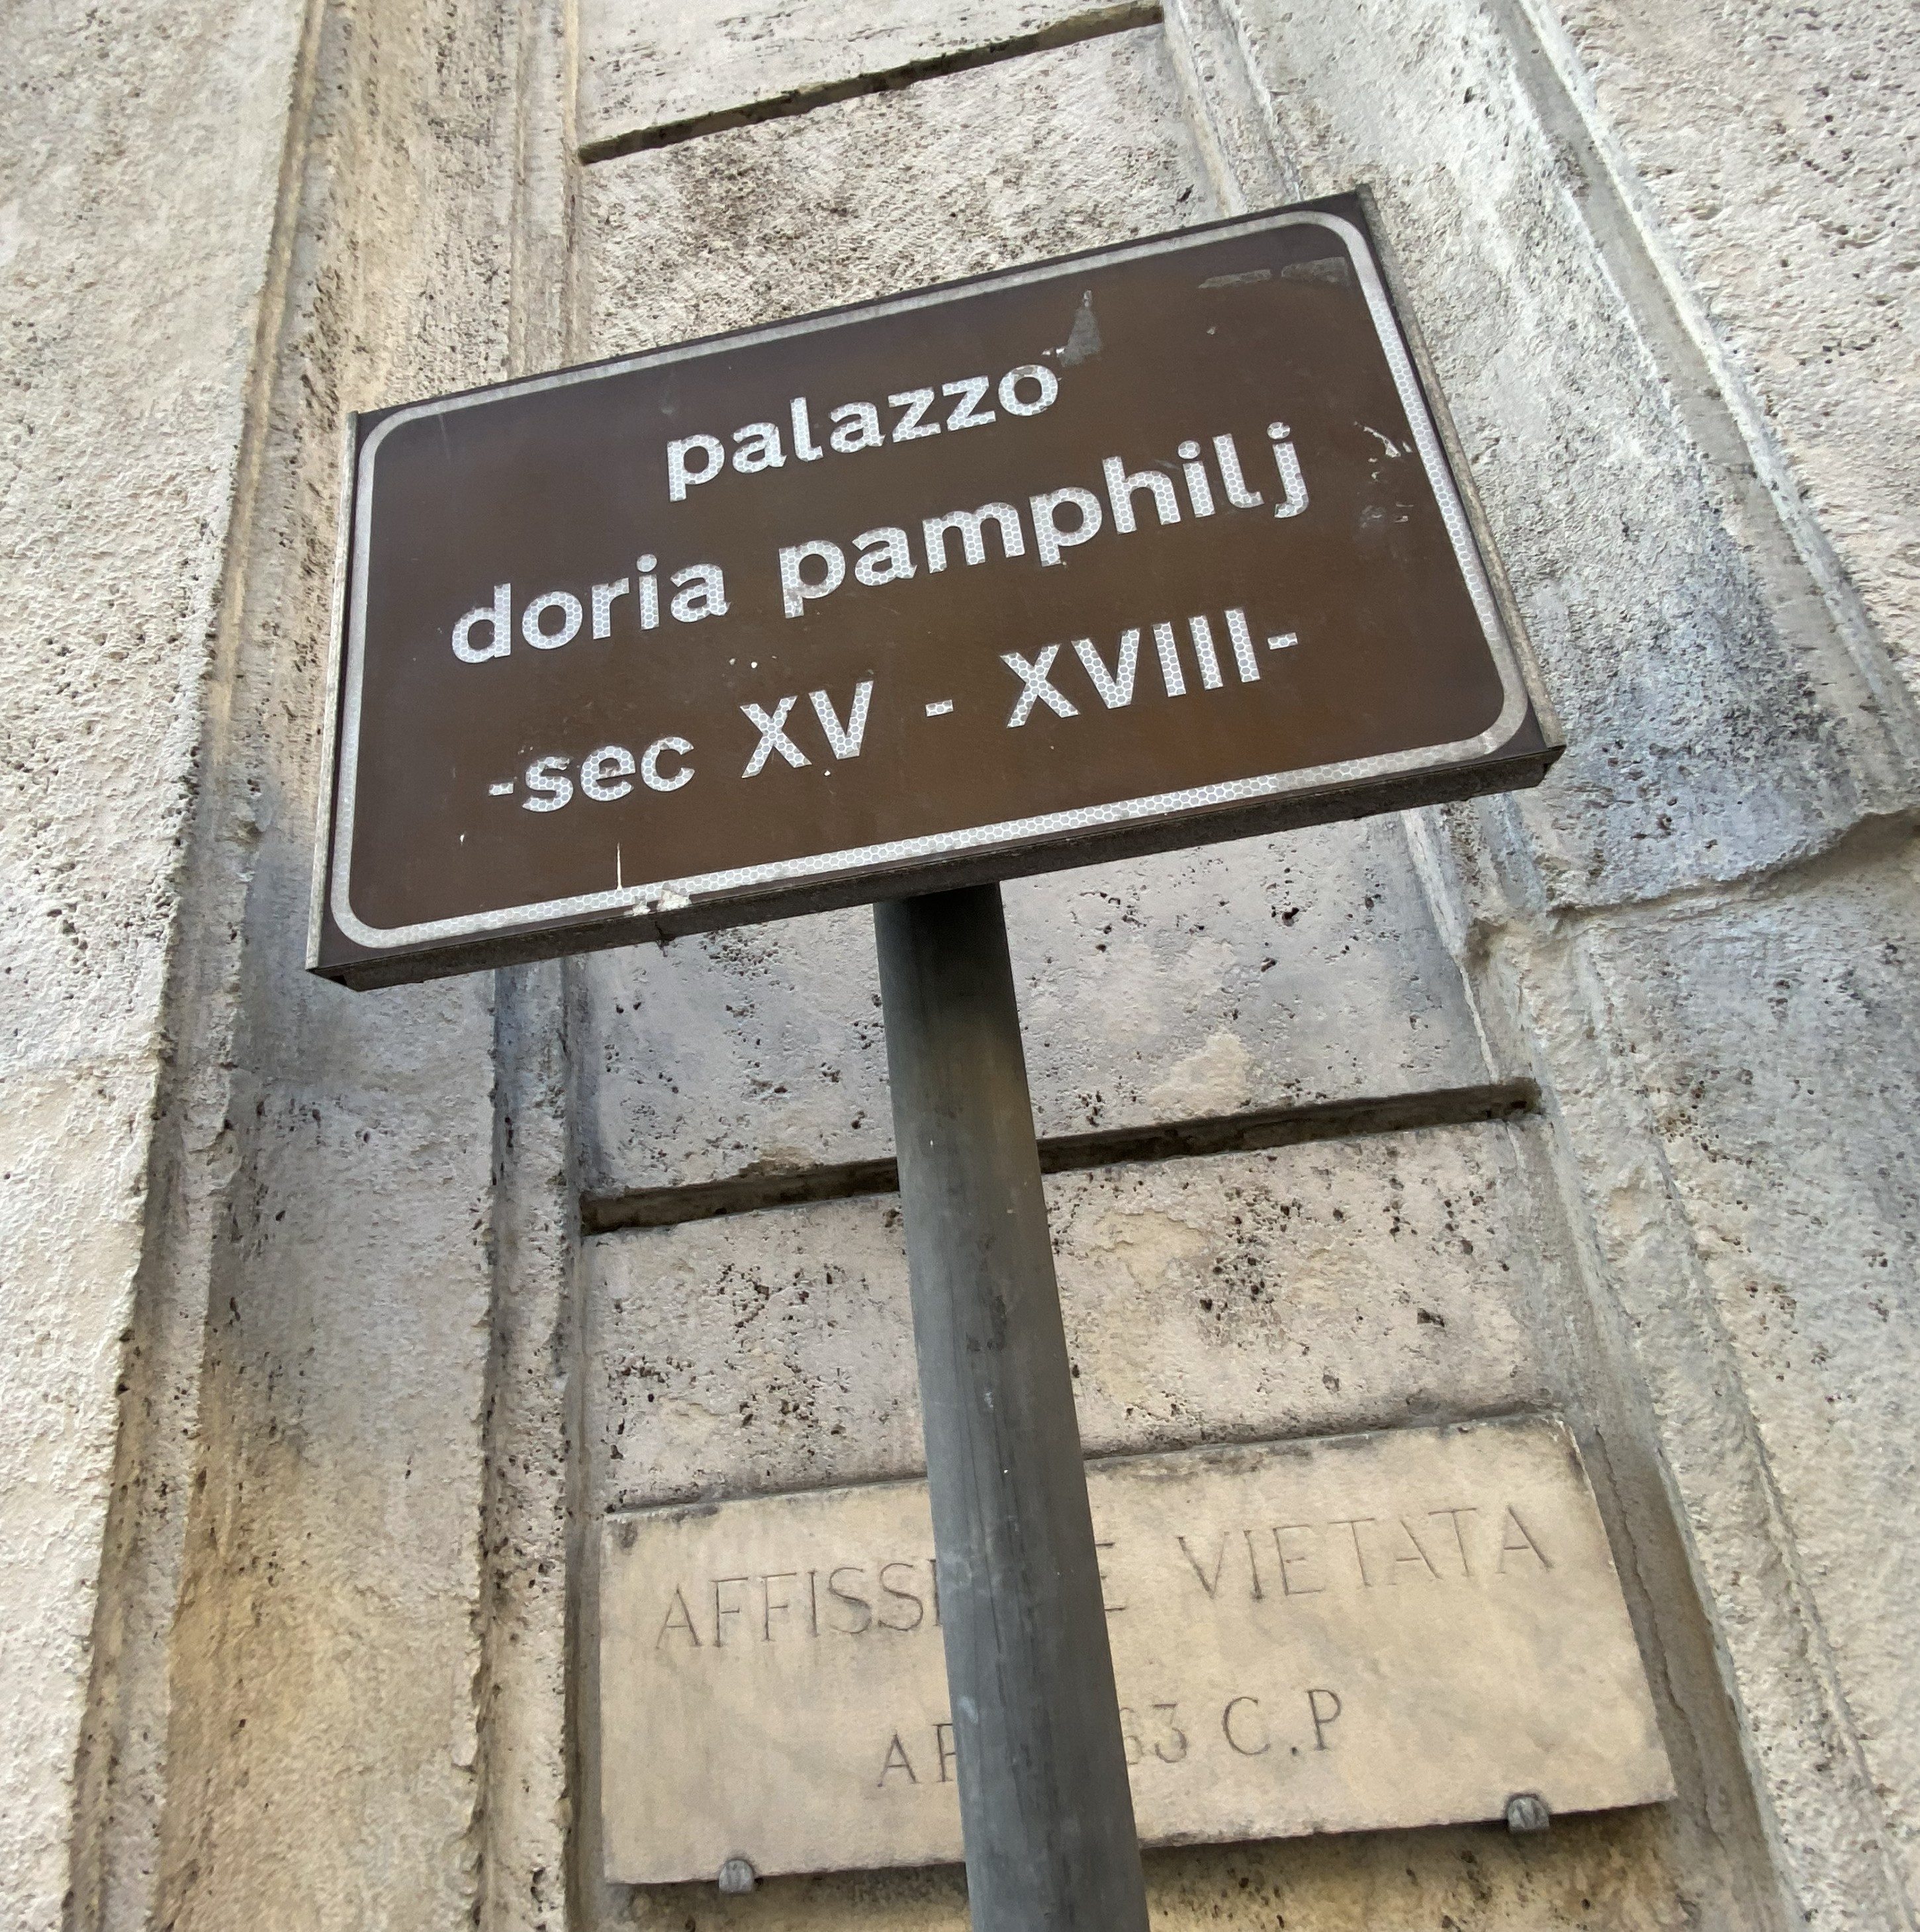 palazzo
doria pamphilj
-sec XV - XVIII-
VIETATA
C.P